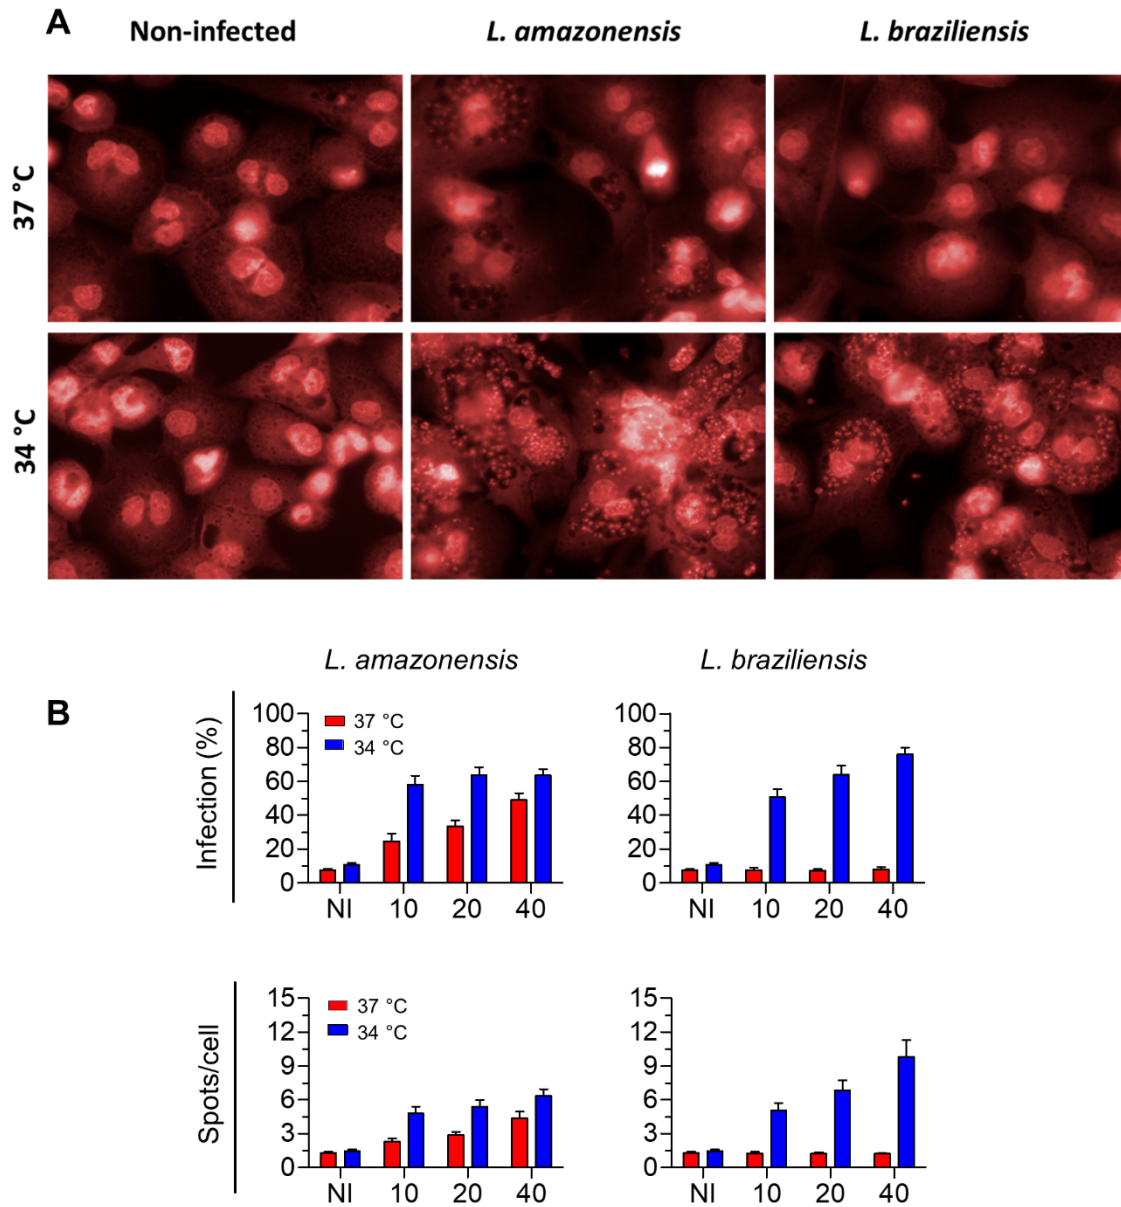 A
Non-infected
L. amazonensis
L. braziliensis
37 °C
34 °C
B
L. amazonensis
L. braziliensis
Infection (%)
100
80
60
40
20
0
37 °C
34 °C
NI 10 20 40
100
80
60
40
20
0
NI 10 20 40
Spots/cell
15
12
9
6
3
0
37 °C
34 °C
NI 10 20 40
15
12
9
6
3
0
NI 10 20 40